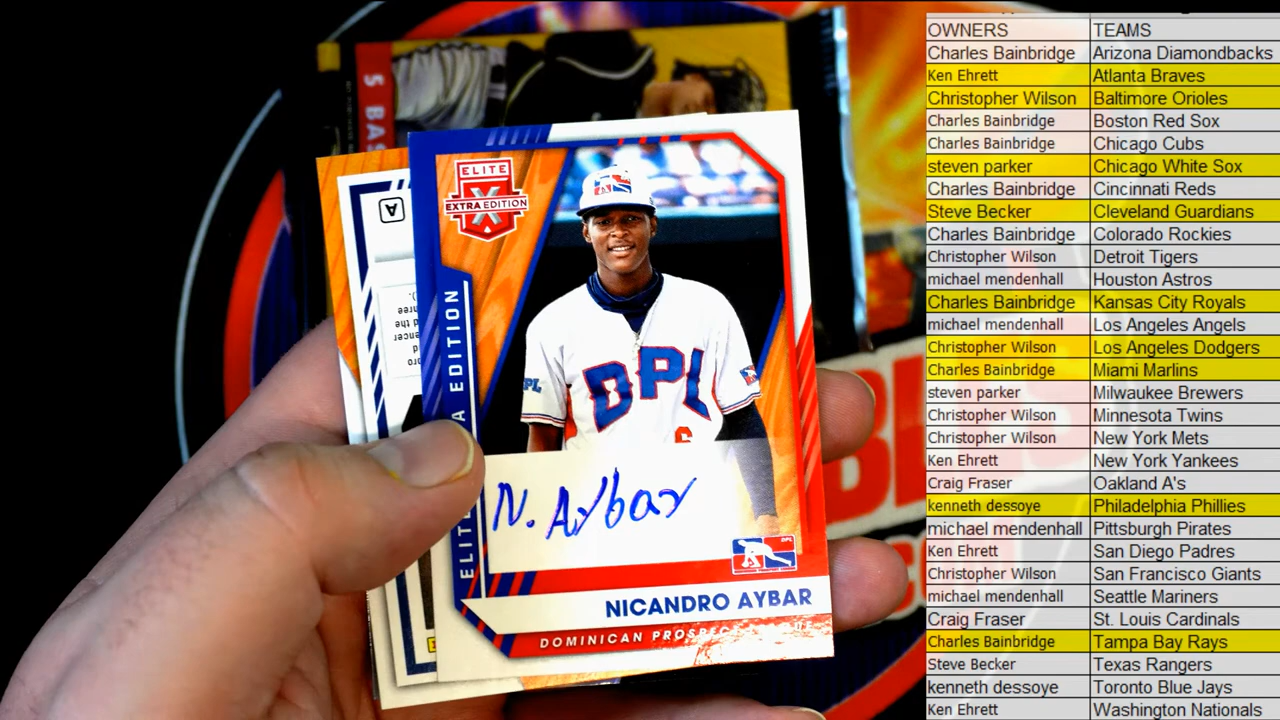 5 BAS
A
ELITE
X
EXTRA EDITION
EDITION
DPL
DPL
6
N. Aybar
DPL
NICANDRO AYBAR
DOMINICAN PROSPECT LEAGUE
OWNERS TEAMS
Charles Bainbridge Arizona Diamondbacks
Ken Ehrett Atlanta Braves
Christopher Wilson Baltimore Orioles
Charles Bainbridge Boston Red Sox
Charles Bainbridge Chicago Cubs
steven parker Chicago White Sox
Charles Bainbridge Cincinnati Reds
Steve Becker Cleveland Guardians
Charles Bainbridge Colorado Rockies
Christopher Wilson Detroit Tigers
michael mendenhall Houston Astros
Charles Bainbridge Kansas City Royals
michael mendenhall Los Angeles Angels
Christopher Wilson Los Angeles Dodgers
Charles Bainbridge Miami Marlins
steven parker Milwaukee Brewers
Christopher Wilson Minnesota Twins
Christopher Wilson New York Mets
Ken Ehrett New York Yankees
Craig Fraser Oakland A's
kenneth dessoye Philadelphia Phillies
michael mendenhall Pittsburgh Pirates
Ken Ehrett San Diego Padres
Christopher Wilson San Francisco Giants
michael mendenhall Seattle Mariners
Craig Fraser St. Louis Cardinals
Charles Bainbridge Tampa Bay Rays
Steve Becker Texas Rangers
kenneth dessoye Toronto Blue Jays
Ken Ehrett Washington Nationals